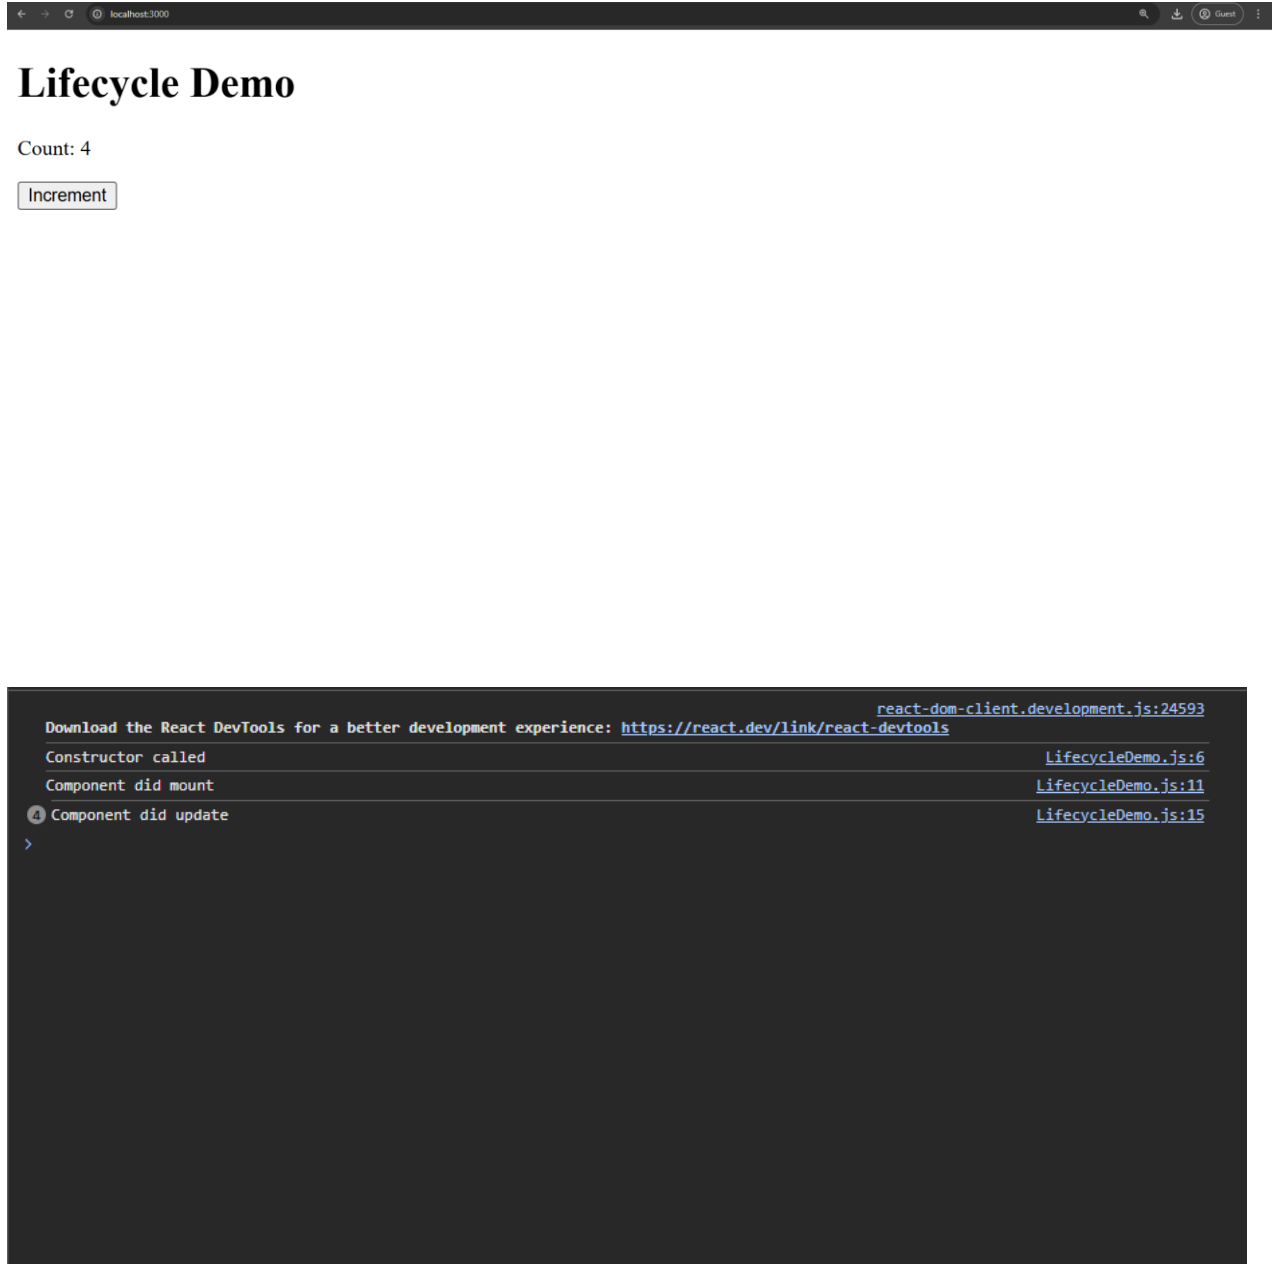 localhost:3000
Guest
Lifecycle Demo
Count: 4
Increment
react-dom-client.development.js:24593
Download the React DevTools for a better development experience: https://react.dev/link/react-devtools
Constructor called LifecycleDemo.js:6
Component did mount LifecycleDemo.js:11
4 Component did update LifecycleDemo.js:15